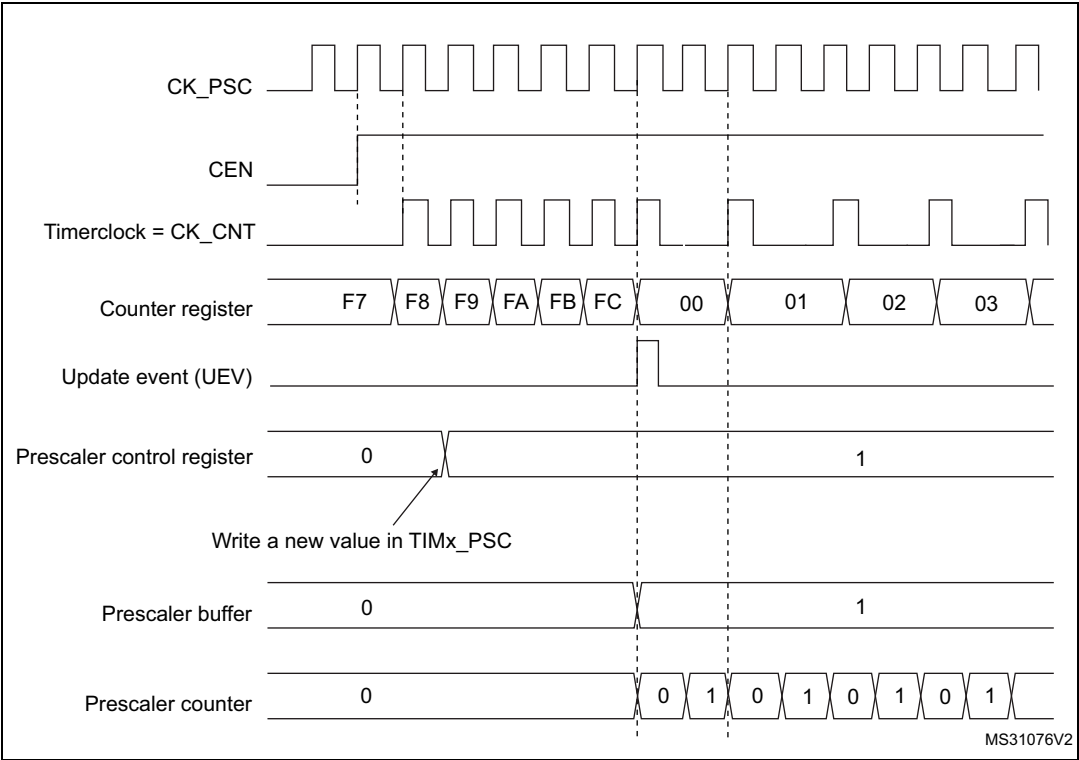 CK_PSC
CEN
Timerclock = CK_CNT
Counter register F7 F8 F9 FA FB FC 00 01 02 03
Update event (UEV)
Prescaler control register 0 1
Write a new value in TIMx_PSC
Prescaler buffer 0 1
Prescaler counter 0 0 1 0 1 0 1 0 1
MS31076V2